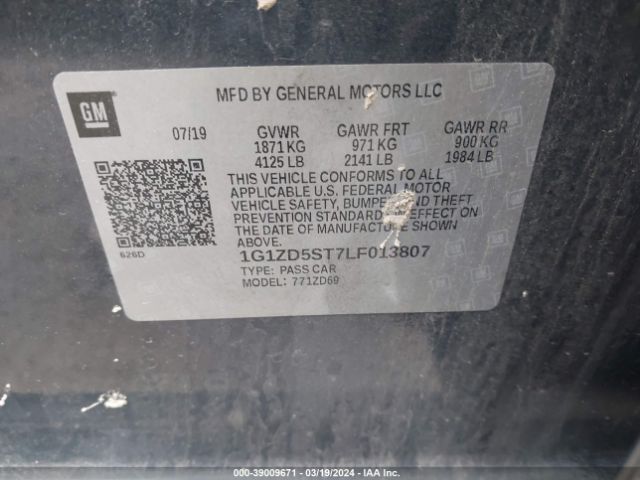 MFD BY GENERAL MOTORS LLC
GM
07/19 GVWR GAWR FRT GAWR RR
1871 KG 971 KG 900 KG
4125 LB 2141 LB 1984 LB
THIS VEHICLE CONFORMS TO ALL
APPLICABLE U.S. FEDERAL MOTOR
VEHICLE SAFETY, BUMPER AND THEFT
PREVENTION STANDARDS IN EFFECT ON
THE DATE OF MANUFACTURE SHOWN
ABOVE.
626D
1G1ZD5ST7LF013807
TYPE: PASS CAR
MODEL: 771ZD69
000-39009671 - 03/19/2024 - IAA Inc.